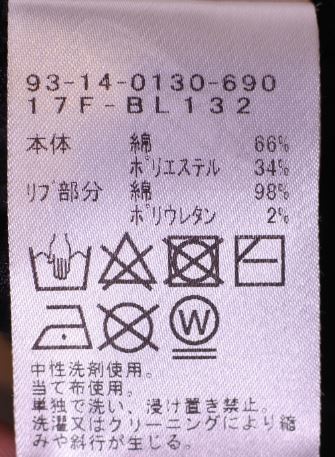 93-14-0130-690
17F-BL132
本体 綿 66%
ポリエステル 34%
リブ部分 綿 98%
ポリウレタン 2%
W
中性洗剤使用。
当て布使用。
単独で洗い、浸け置き禁止。
洗濯又はクリーニングにより縮
みや斜行が生じる。